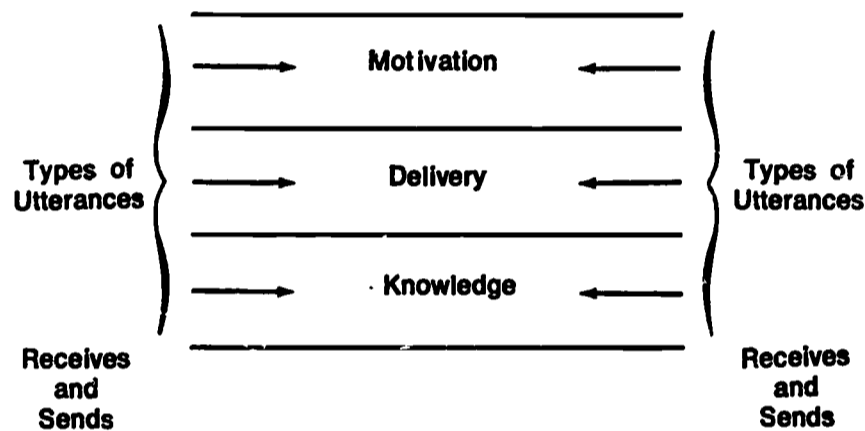 Motivation
Types of
Utterances
Delivery
Types of
Utterances
Knowledge
Receives
and
Sends
Receives
and
Sends